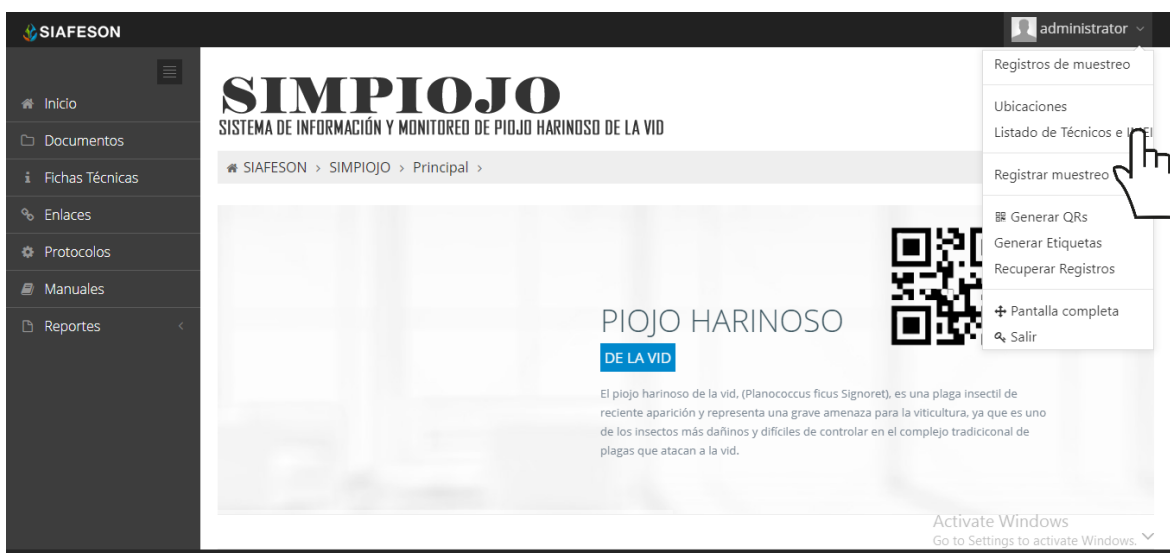 SIAFESON
administrator
Inicio
Documentos
Fichas Técnicas
Enlaces
Protocolos
Manuales
Reportes
SIMPIOJO
SISTEMA DE INFORMACIÓN Y MONITOREO DE PIOJO HARINOSO DE LA VID
SIAFESON > SIMPIOJO > Principal >
Registros de muestreo
Ubicaciones
Listado de Técnicos e
Registrar muestreo
Generar QRs
Generar Etiquetas
Recuperar Registros
Pantalla completa
Salir
PIOJO HARINOSO
DE LA VID
El piojo harinoso de la vid, (Planococcus ficus Signoret), es una plaga insectil de
reciente aparición y representa una grave amenaza para la viticultura, ya que es uno
de los insectos más dañinos y difíciles de controlar en el complejo tradiciconal de
plagas que atacan a la vid.
Activate Windows
Go to Settings to activate Windows.